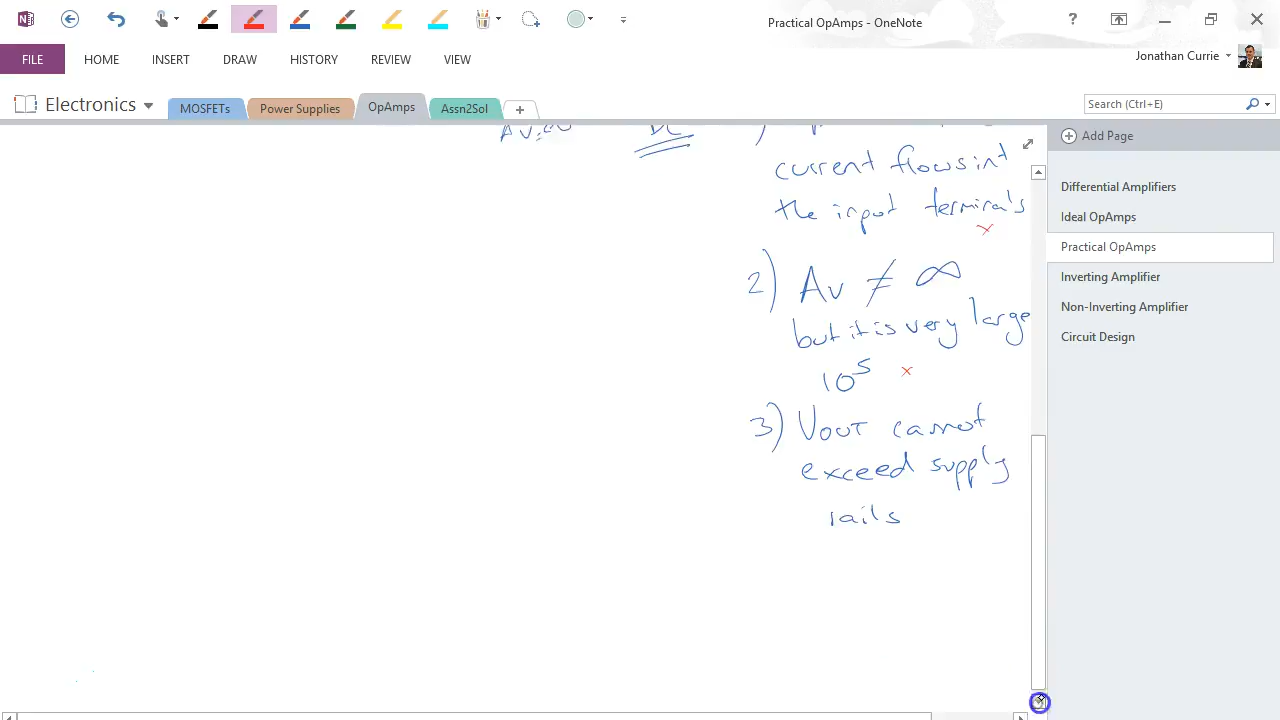 Practical OpAmps - OneNote
?
FILE
HOME
INSERT
DRAW
HISTORY
REVIEW
VIEW
Jonathan Currie
Electronics
MOSFETs
Power Supplies
OpAmps
Assn2Sol
+
Search (Ctrl+E)
Add Page
Differential Amplifiers
Ideal OpAmps
Practical OpAmps
Inverting Amplifier
Non-Inverting Amplifier
Circuit Design
current flows int
the input terminals
x
2) Av ≠ ∞
but it is very large
10⁵ x
3) VOUT cannot
exceed supply
rails